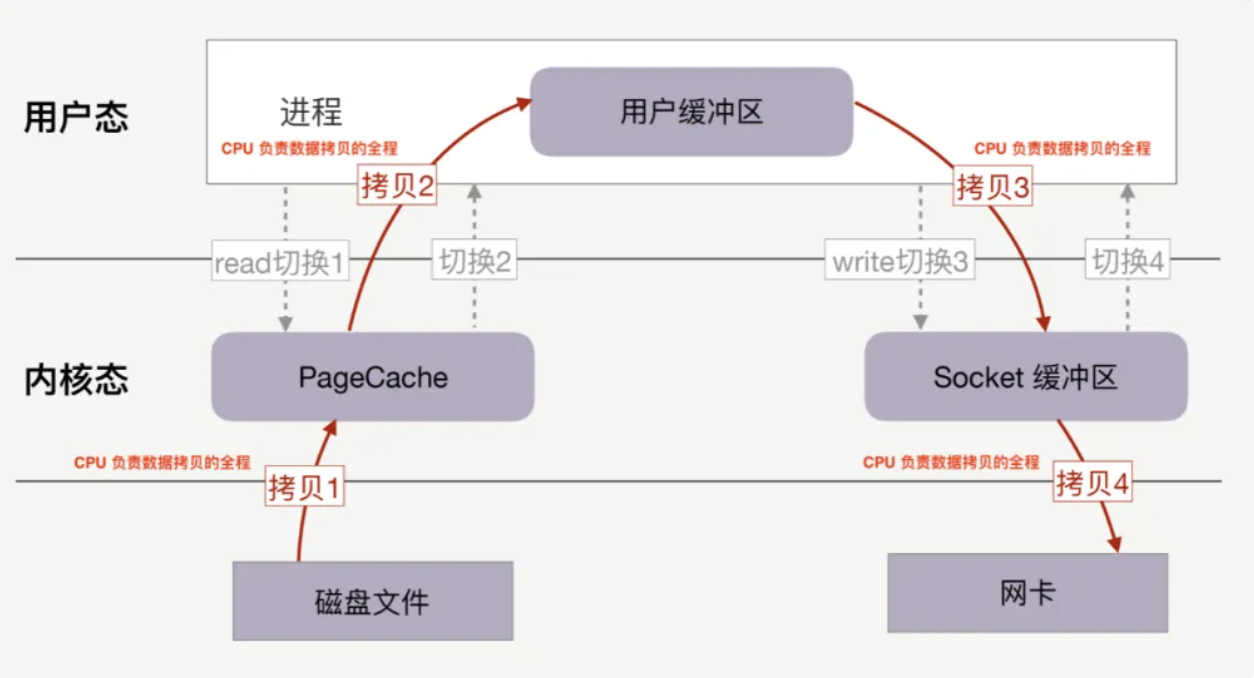 用户态
进程
用户缓冲区
CPU 负责数据拷贝的全程
CPU 负责数据拷贝的全程
拷贝2
拷贝3
read切换1
切换2
write切换3
切换4
内核态
PageCache
Socket 缓冲区
CPU 负责数据拷贝的全程
CPU 负责数据拷贝的全程
拷贝1
拷贝4
磁盘文件
网卡